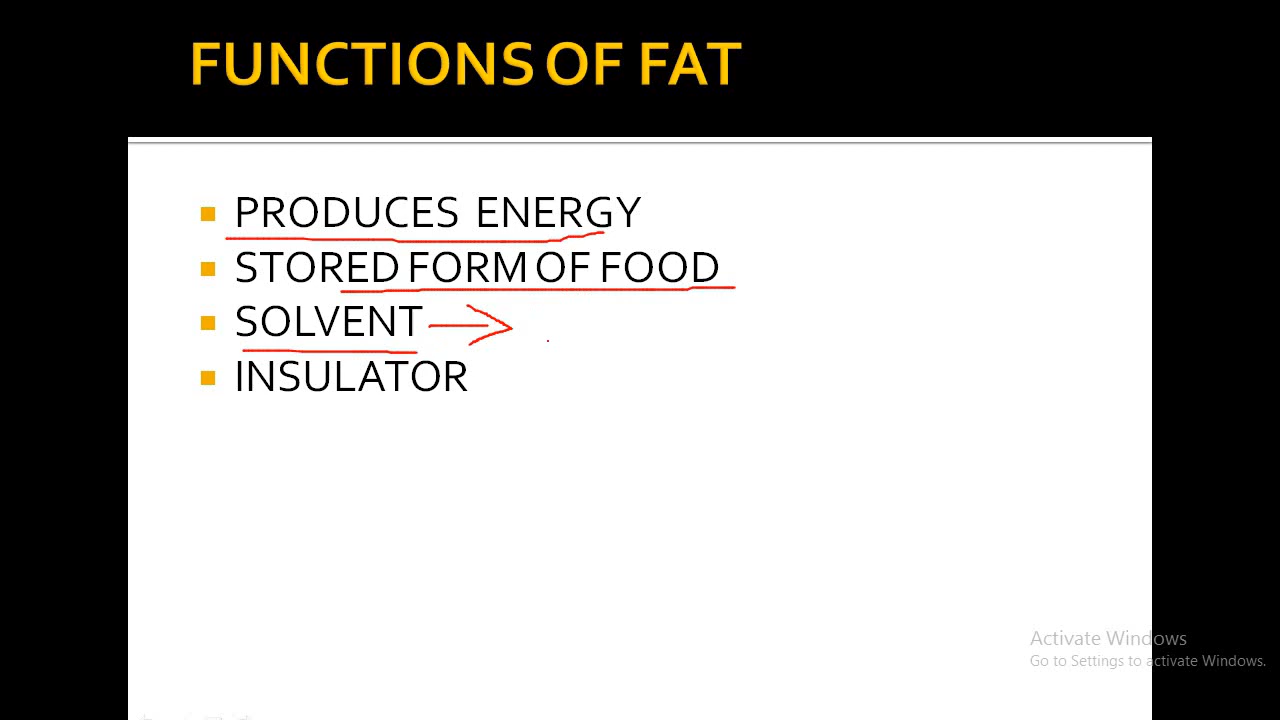 FUNCTIONS OF FAT
PRODUCES ENERGY
STORED FORM OF FOOD
SOLVENT
INSULATOR
Activate Windows
Go to Settings to activate Windows.